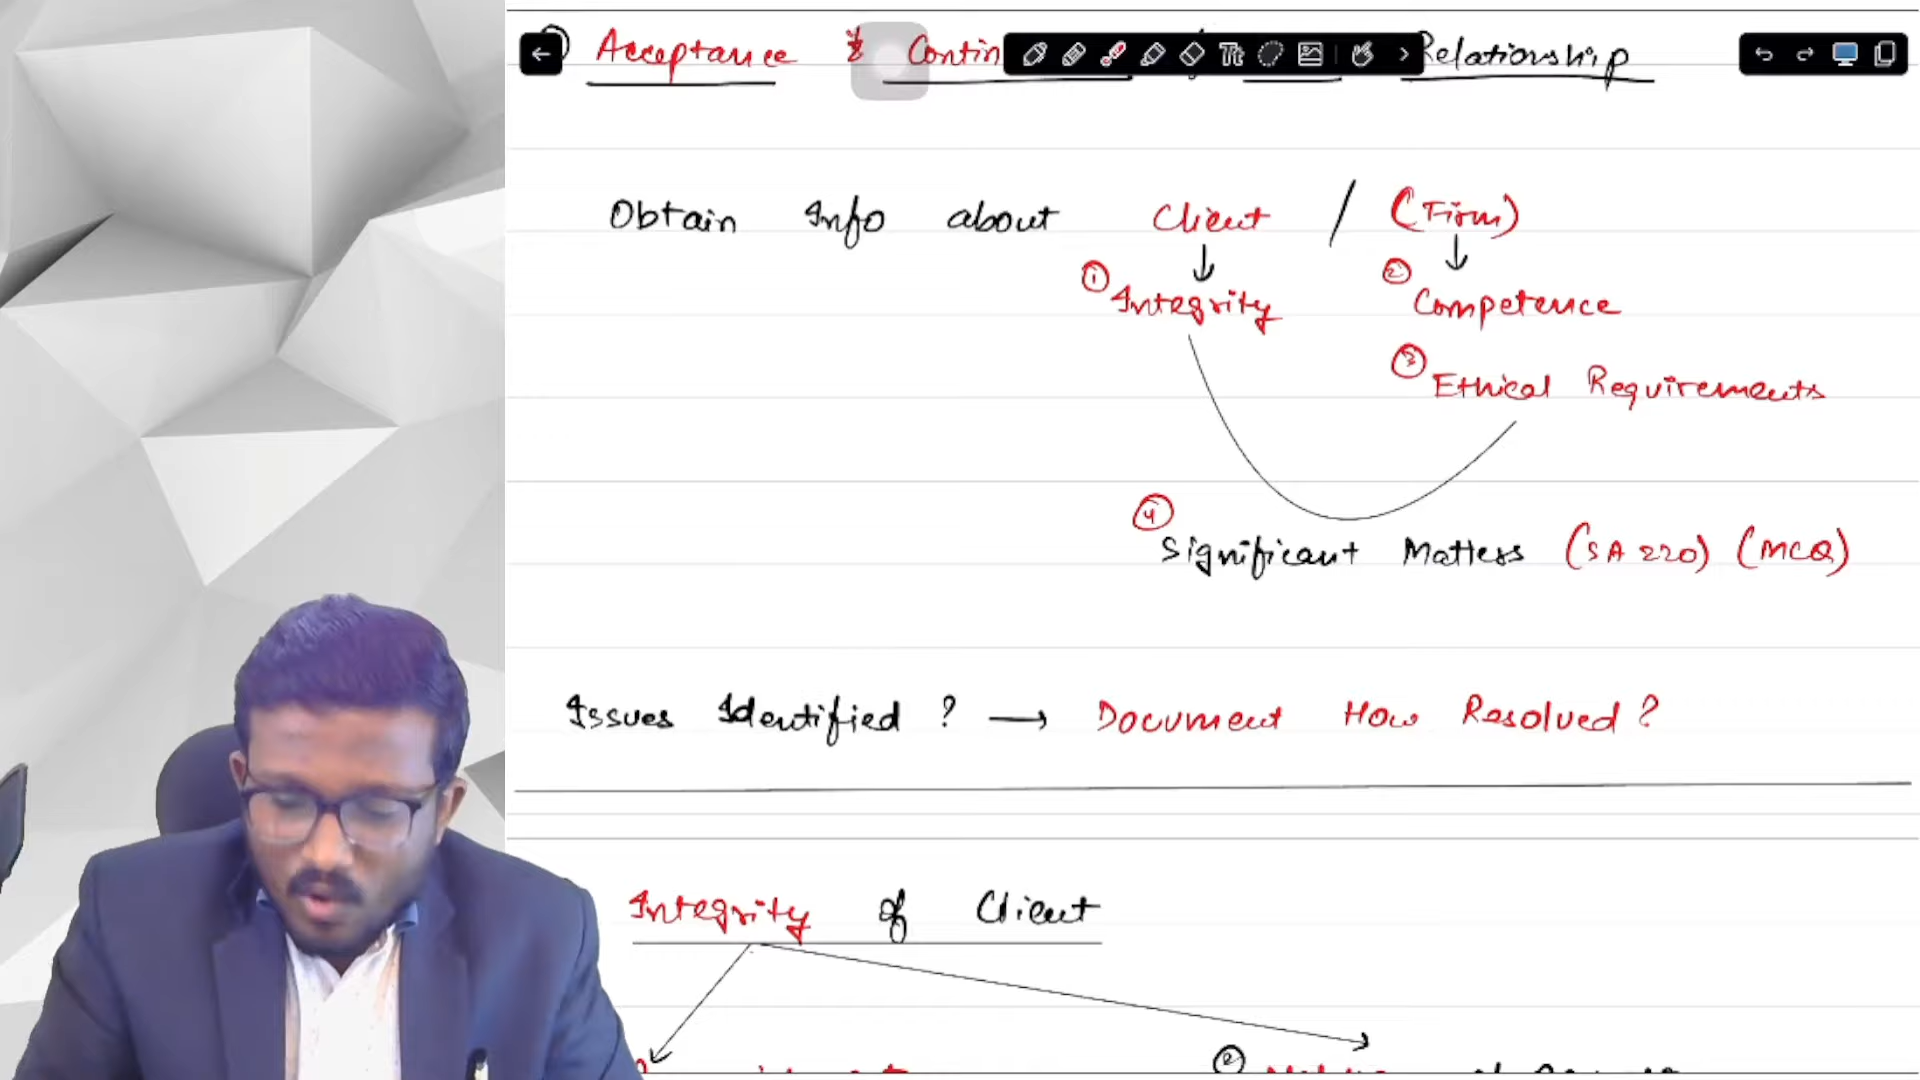 Acceptance & Contin Relationship
Obtain Info about Client / (Firm)
① Integrity ② Competence
③ Ethical Requirements
④ Significant Matters (SA 220) (MCQ)
Issues Identified ? → Document How Resolved ?
Integrity of Client
②